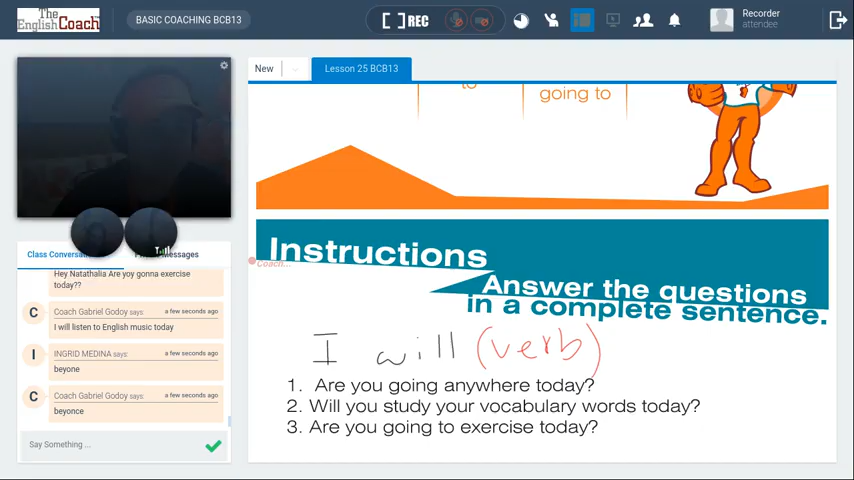 The
EnglishCoach
BASIC COACHING BCB13
[ ] REC
Recorder
attendee
New
Lesson 25 BCB13
to
going to
Class Conversa
Messages
Hey Natathalia Are yoy gonna exercise
today??
C
Coach Gabriel Godoy says:
a few seconds ago
I will listen to English music today
I
INGRID MEDINA says:
a few seconds ago
beyone
C
Coach Gabriel Godoy says:
a few seconds ago
beyonce
Say Something ...
Instructions
Coach...
Answer the questions
in a complete sentence.
I will (verb)
1. Are you going anywhere today?
2. Will you study your vocabulary words today?
3. Are you going to exercise today?